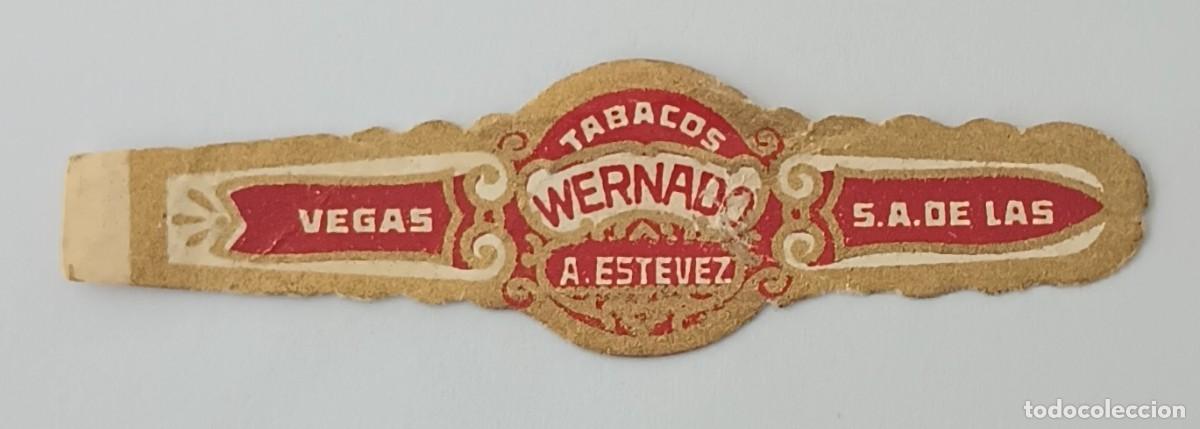 TABACOS
WERNADO
A. ESTEVEZ
VEGAS
S.A. DE LAS
todocoleccion